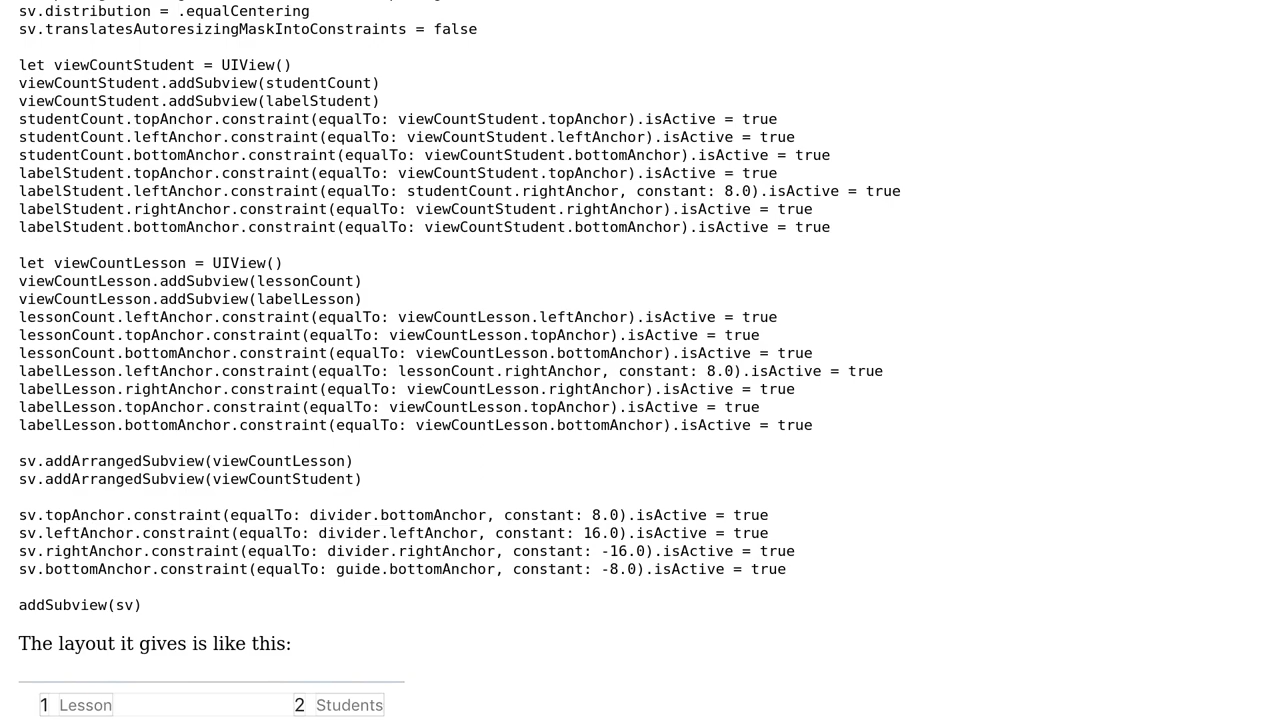 sv.distribution = .equalCentering
sv.translatesAutoresizingMaskIntoConstraints = false
let viewCountStudent = UIView()
viewCountStudent.addSubview(studentCount)
viewCountStudent.addSubview(labelStudent)
studentCount.topAnchor.constraint(equalTo: viewCountStudent.topAnchor).isActive = true
studentCount.leftAnchor.constraint(equalTo: viewCountStudent.leftAnchor).isActive = true
studentCount.bottomAnchor.constraint(equalTo: viewCountStudent.bottomAnchor).isActive = true
labelStudent.topAnchor.constraint(equalTo: viewCountStudent.topAnchor).isActive = true
labelStudent.leftAnchor.constraint(equalTo: studentCount.rightAnchor, constant: 8.0).isActive = true
labelStudent.rightAnchor.constraint(equalTo: viewCountStudent.rightAnchor).isActive = true
labelStudent.bottomAnchor.constraint(equalTo: viewCountStudent.bottomAnchor).isActive = true
let viewCountLesson = UIView()
viewCountLesson.addSubview(lessonCount)
viewCountLesson.addSubview(labelLesson)
lessonCount.leftAnchor.constraint(equalTo: viewCountLesson.leftAnchor).isActive = true
lessonCount.topAnchor.constraint(equalTo: viewCountLesson.topAnchor).isActive = true
lessonCount.bottomAnchor.constraint(equalTo: viewCountLesson.bottomAnchor).isActive = true
labelLesson.leftAnchor.constraint(equalTo: lessonCount.rightAnchor, constant: 8.0).isActive = true
labelLesson.rightAnchor.constraint(equalTo: viewCountLesson.rightAnchor).isActive = true
labelLesson.topAnchor.constraint(equalTo: viewCountLesson.topAnchor).isActive = true
labelLesson.bottomAnchor.constraint(equalTo: viewCountLesson.bottomAnchor).isActive = true
sv.addArrangedSubview(viewCountLesson)
sv.addArrangedSubview(viewCountStudent)
sv.topAnchor.constraint(equalTo: divider.bottomAnchor, constant: 8.0).isActive = true
sv.leftAnchor.constraint(equalTo: divider.leftAnchor, constant: 16.0).isActive = true
sv.rightAnchor.constraint(equalTo: divider.rightAnchor, constant: -16.0).isActive = true
sv.bottomAnchor.constraint(equalTo: guide.bottomAnchor, constant: -8.0).isActive = true
addSubview(sv)
The layout it gives is like this:
1 Lesson 2 Students